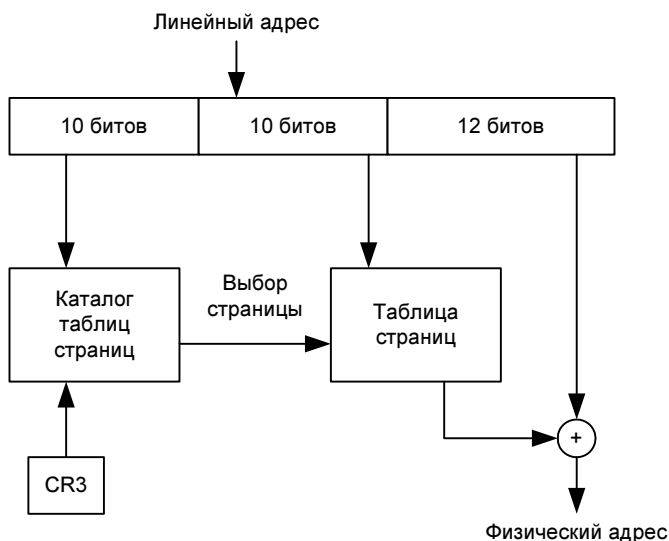 Линейный адрес
10 битов
10 битов
12 битов
Каталог
таблиц
страниц
Выбор
страницы
Таблица
страниц
+
CR3
Физический адрес